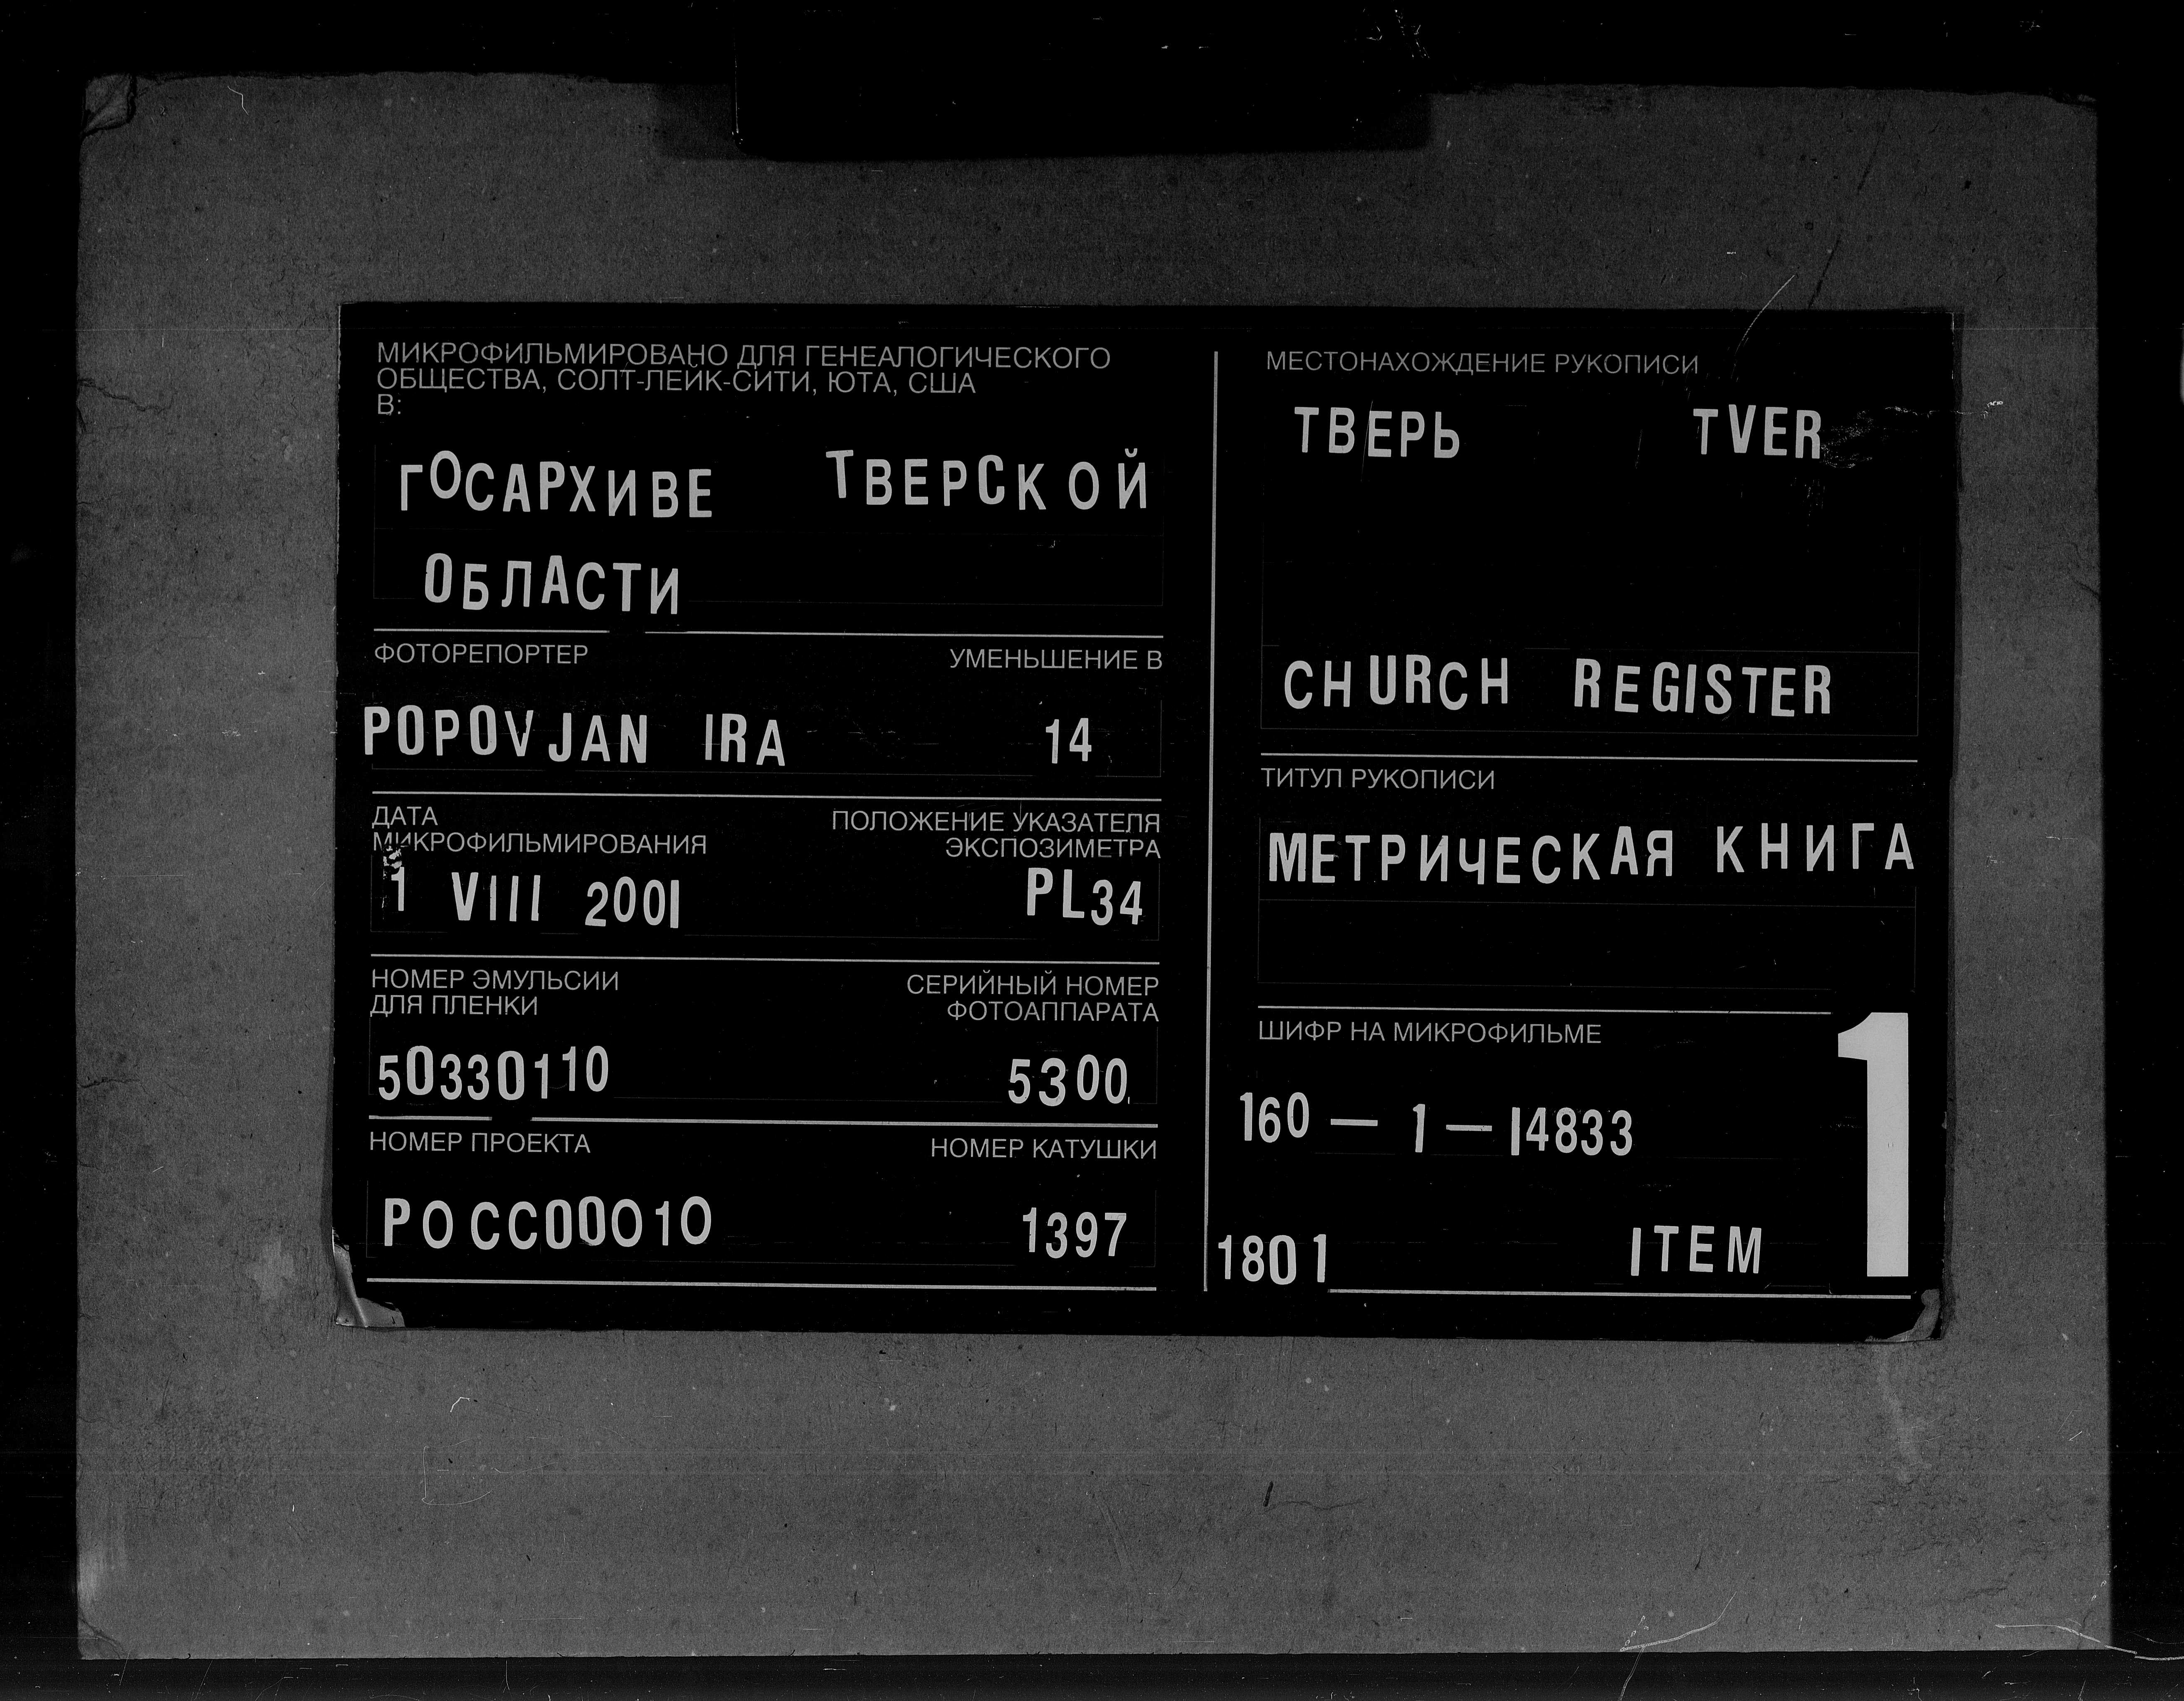 МИКРОФИЛЬМИРОВАНО ДЛЯ ГЕНЕАЛОГИЧЕСКОГО
ОБЩЕСТВА, СОЛТ-ЛЕЙК-СИТИ, ЮТА, США
В:
ГОСАРХИВЕ ТВЕРСКОЙ
ОБЛАСТИ
ФОТОРЕПОРТЕР УМЕНЬШЕНИЕ В
POPOVJAN IRA 14
ДАТА ПОЛОЖЕНИЕ УКАЗАТЕЛЯ
МИКРОФИЛЬМИРОВАНИЯ ЭКСПОЗИМЕТРА
1 VIII 2001 PL34
НОМЕР ЭМУЛЬСИИ СЕРИЙНЫЙ НОМЕР
ДЛЯ ПЛЕНКИ ФОТОАППАРАТА
50330110 5300
НОМЕР ПРОЕКТА НОМЕР КАТУШКИ
РОСС00010 1397
МЕСТОНАХОЖДЕНИЕ РУКОПИСИ
ТВЕРЬ TVER
CHURCH REGISTER
ТИТУЛ РУКОПИСИ
МЕТРИЧЕСКАЯ КНИГА
ШИФР НА МИКРОФИЛЬМЕ
160 — 1 — 14833
1801 ITEM 1